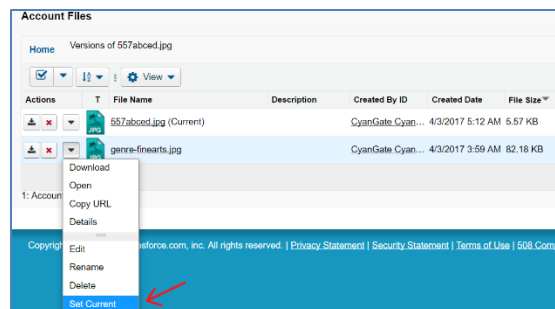 Account Files
Home Versions of 557abced.jpg
View
Actions T File Name Description Created By ID Created Date File Size
JPG 557abced.jpg (Current) CyanGate Cyan... 4/3/2017 5:12 AM 5.57 KB
JPG genre-finearts.jpg CyanGate Cyan... 4/3/2017 3:59 AM 82.18 KB
Download
Open
1: Accoun
Copy URL
Details
Copyrigh esforce.com, inc. All rights reserved. | Privacy Statement | Security Statement | Terms of Use | 508 Com
Edit
Rename
Delete
Set Current